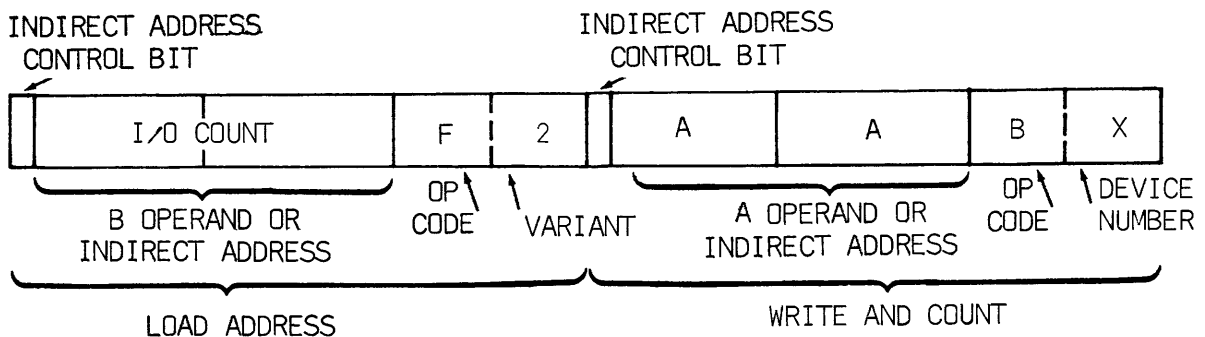 INDIRECT ADDRESS
CONTROL BIT
INDIRECT ADDRESS
CONTROL BIT
I/O COUNT
F
2
A
A
B
X
B OPERAND OR
INDIRECT ADDRESS
OP
CODE
VARIANT
A OPERAND OR
INDIRECT ADDRESS
OP
CODE
DEVICE
NUMBER
LOAD ADDRESS
WRITE AND COUNT